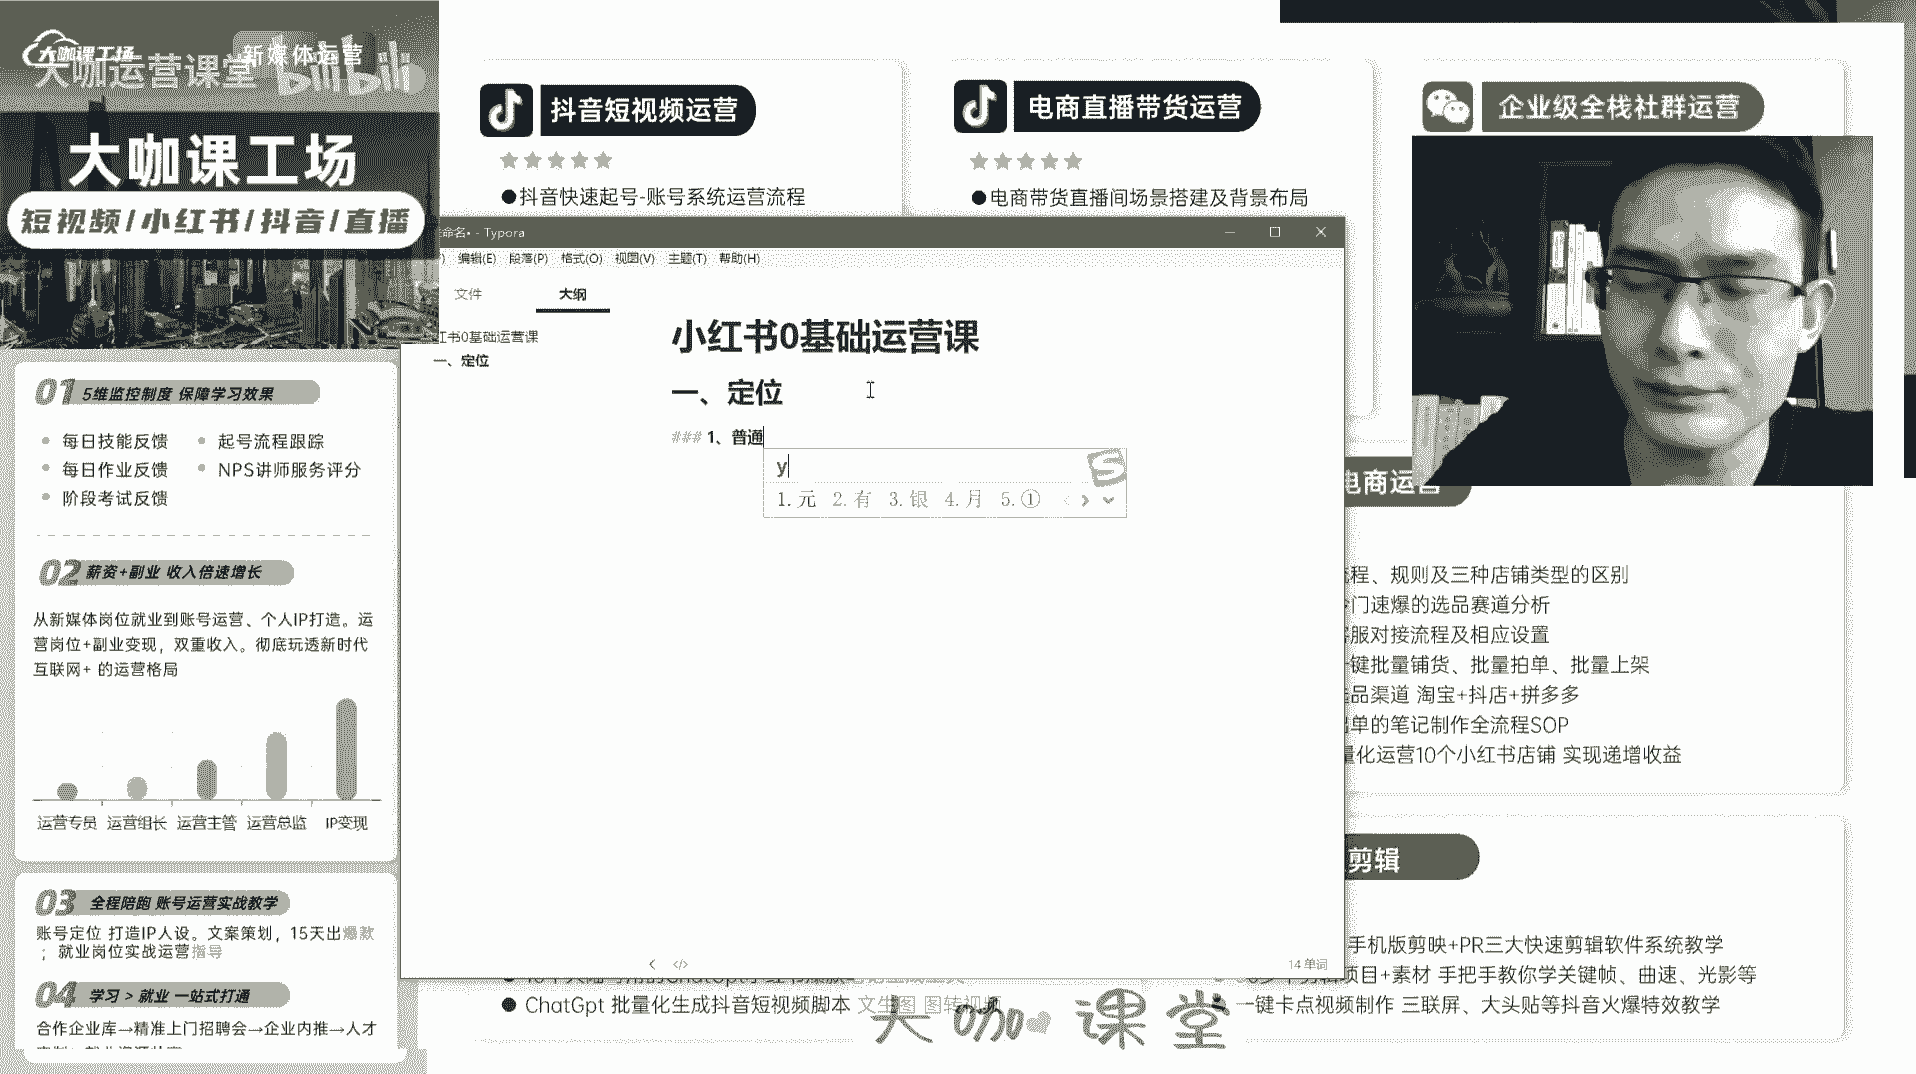 大咖课工场
大咖运营课堂
新媒体运营
bilibili
大咖课工场
短视频/小红书/抖音/直播
01 5维监控制度 保障学习效果
每日技能反馈
起号流程跟踪
每日作业反馈
NPS讲师服务评分
阶段考试反馈
02 薪资+副业 收入倍速增长
从新媒体岗位就业到账号运营、个人IP打造。运
营岗位+副业变现，双重收入。彻底玩透新时代
互联网+ 的运营格局
运营专员 运营组长 运营主管 运营总监 IP变现
03 全程陪跑 账号运营实战教学
账号定位 打造IP人设。文案策划，15天出爆款
；就业岗位实战运营指导
04 学习 > 就业 一站式打通
合作企业库→精准上门招聘会→企业内推→人才
抖音短视频运营
●抖音快速起号-账号系统运营流程
电商直播带货运营
●电商带货直播间场景搭建及背景布局
企业级全栈社群运营
命名• - Typora
编辑(E) 段落(P) 格式(O) 视图(V) 主题(T) 帮助(H)
文件 大纲
红书0基础运营课
一、定位
小红书0基础运营课
一、定位
### 1、普通
y
1.元 2.有 3.银 4.月 5.①
</>
14 单词
电商运营
程、规则及三种店铺类型的区别
门速爆的选品赛道分析
服对接流程及相应设置
键批量铺货、批量拍单、批量上架
品渠道 淘宝+抖店+拼多多
单的笔记制作全流程SOP
量化运营10个小红书店铺 实现递增收益
剪辑
手机版剪映+PR三大快速剪辑软件系统教学
项目+素材 手把手教你学关键帧、曲速、光影等
一键卡点视频制作 三联屏、大头贴等抖音火爆特效教学
● ChatGpt 批量化生成抖音短视频脚本 文生图 图转视频
大咖课堂